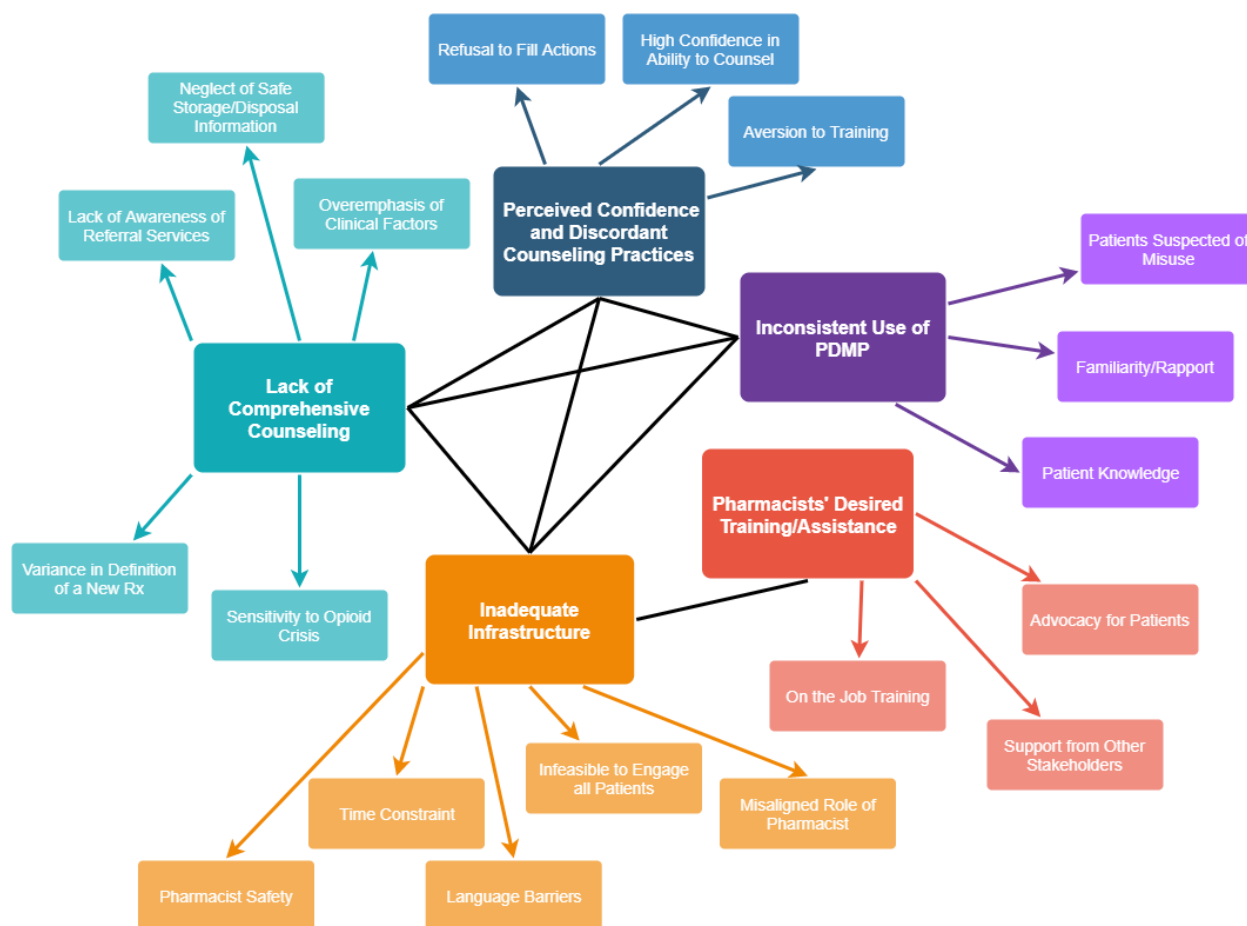 Refusal to Fill Actions
High Confidence in
Ability to Counsel
Neglect of Safe
Storage/Disposal
Information
Aversion to Training
Lack of Awareness of
Referral Services
Overemphasis of
Clinical Factors
Perceived Confidence
and Discordant
Counseling Practices
Patients Suspected of
Misuse
Inconsistent Use of
PDMP
Familiarity/Rapport
Lack of
Comprehensive
Counseling
Patient Knowledge
Pharmacists' Desired
Training/Assistance
Variance in Definition
of a New Rx
Sensitivity to Opioid
Crisis
Inadequate
Infrastructure
Advocacy for Patients
On the Job Training
Support from Other
Stakeholders
Infeasible to Engage
all Patients
Time Constraint
Misaligned Role of
Pharmacist
Pharmacist Safety
Language Barriers